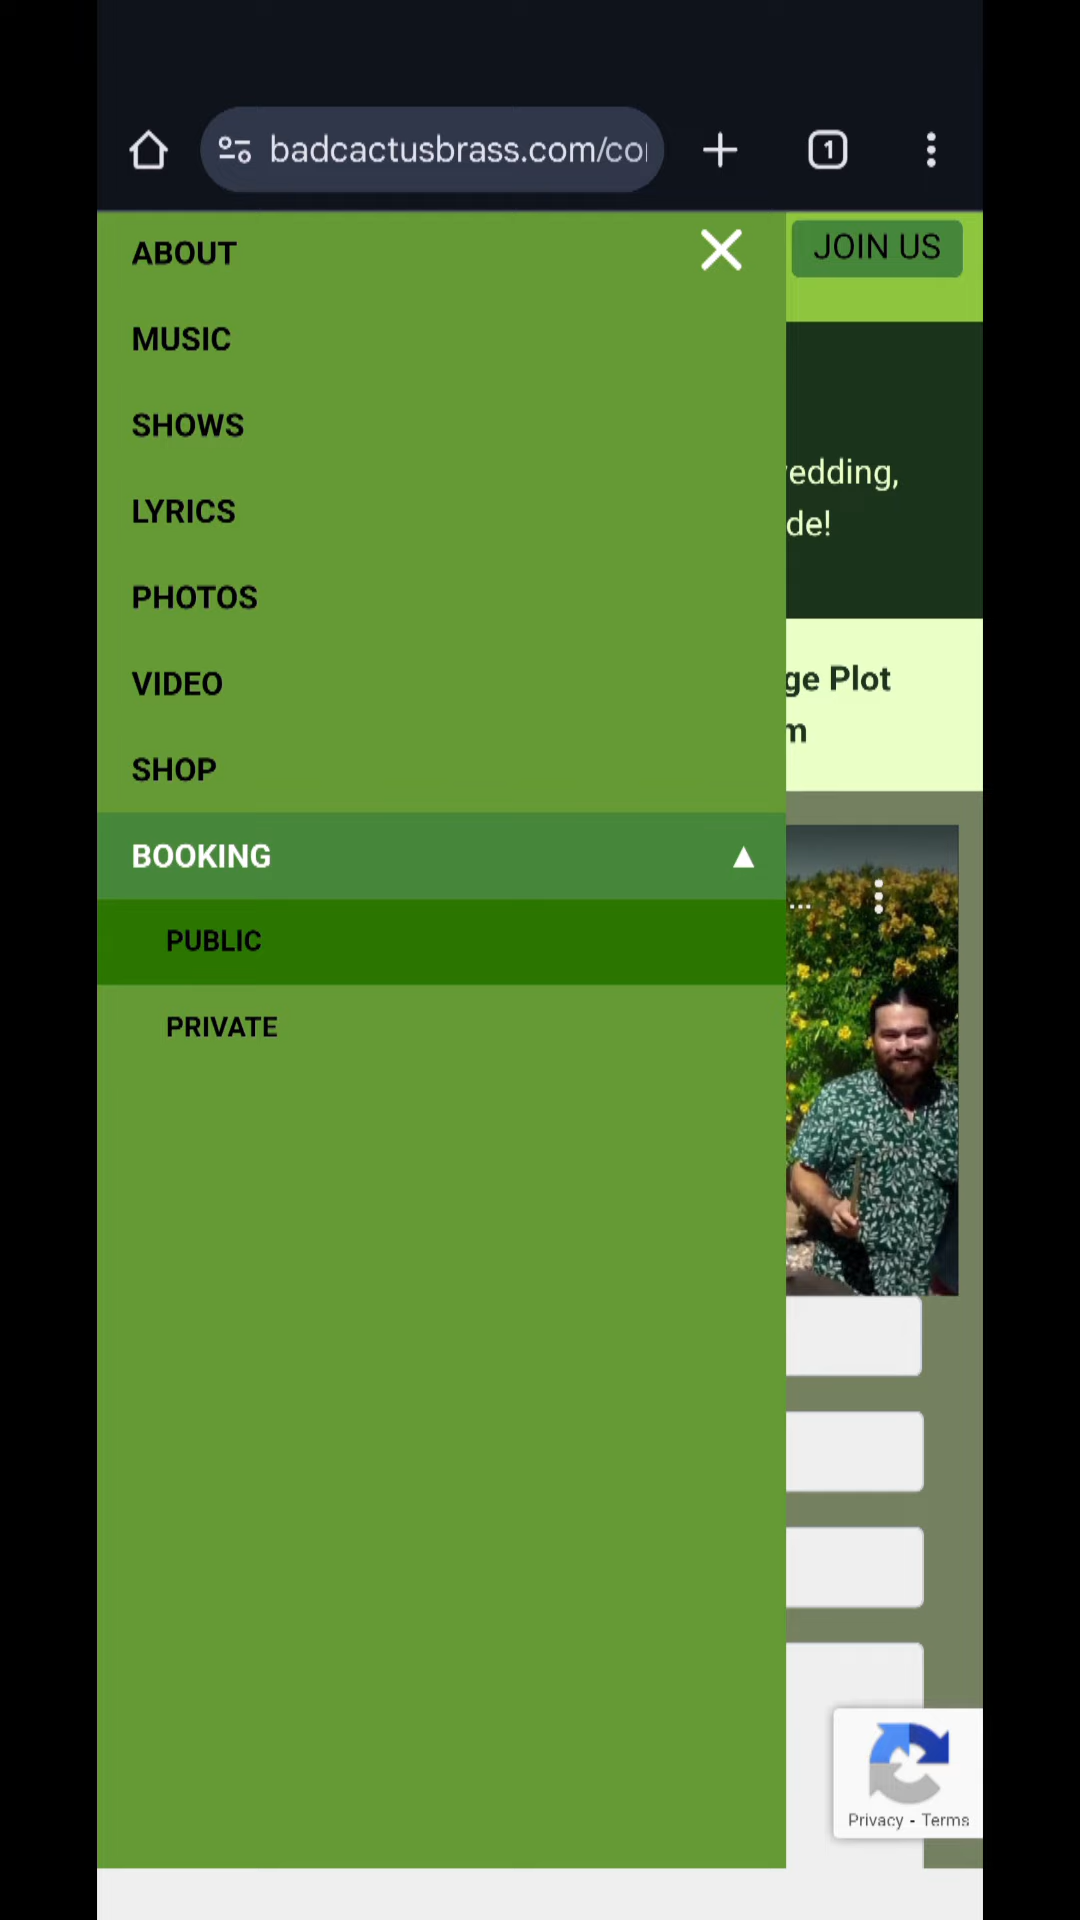 badcactusbrass.com/co
1
ABOUT
JOIN US
MUSIC
SHOWS
LYRICS
edding,
de!
PHOTOS
VIDEO
ge Plot
m
SHOP
BOOKING ▲
...
PUBLIC
PRIVATE
Privacy - Terms